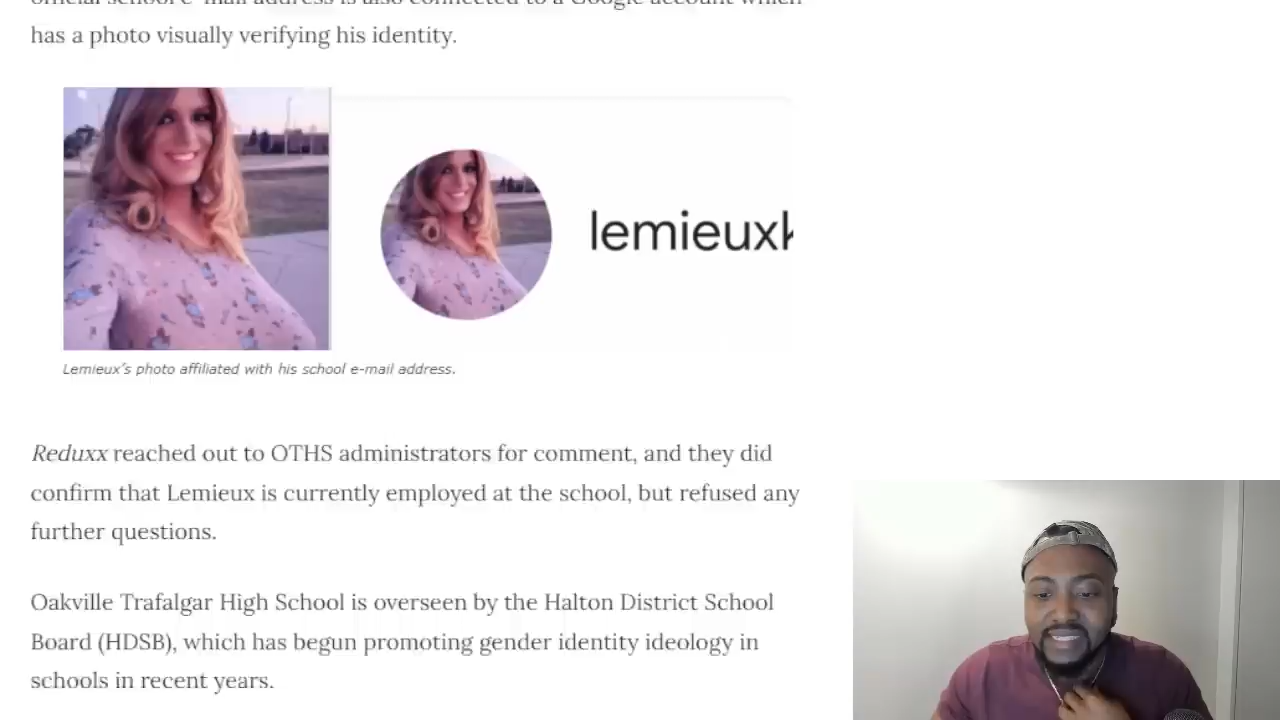 has a photo visually verifying his identity.
lemieux
Lemieux's photo affiliated with his school e-mail address.
Reduxx reached out to OTHS administrators for comment, and they did
confirm that Lemieux is currently employed at the school, but refused any
further questions.
Oakville Trafalgar High School is overseen by the Halton District School
Board (HDSB), which has begun promoting gender identity ideology in
schools in recent years.